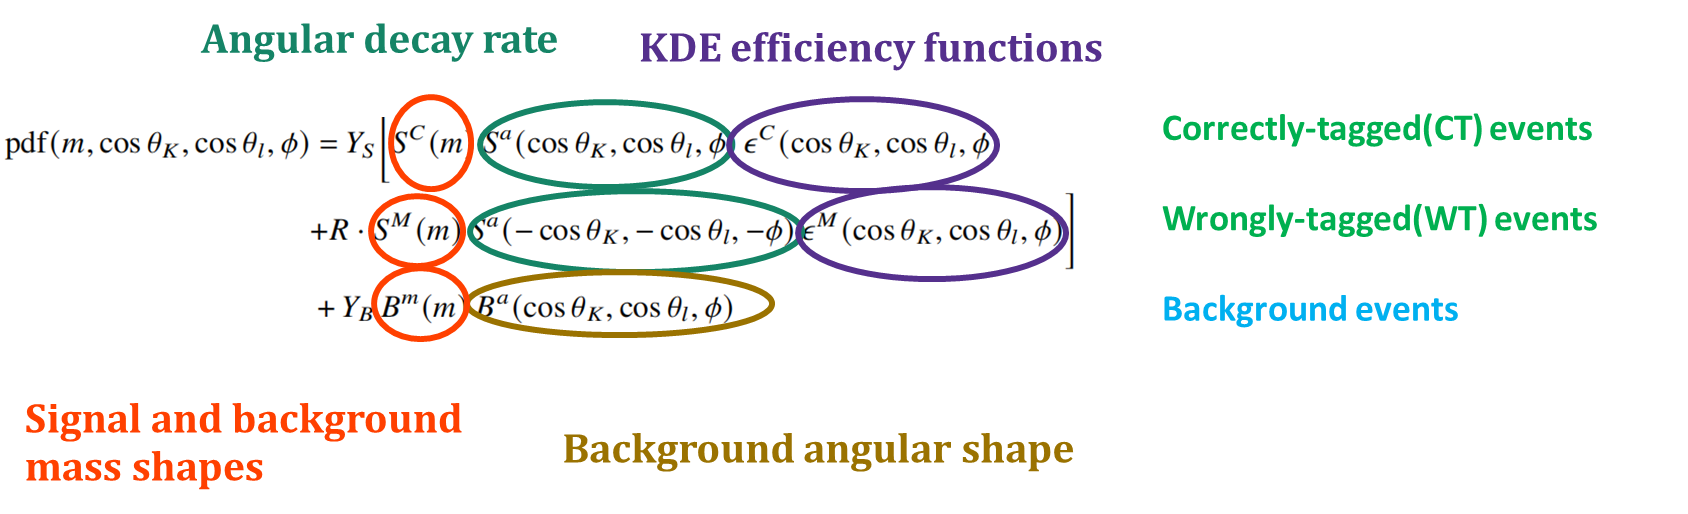 Angular decay rate
KDE efficiency functions
pdf(m, cos θ_K, cos θ_l, ϕ) = Y_S [ S^C(m) S^a(cos θ_K, cos θ_l, ϕ) ϵ^C(cos θ_K, cos θ_l, ϕ)
Correctly-tagged(CT) events
+R · S^M(m) S^a(− cos θ_K, − cos θ_l, −ϕ) ϵ^M(cos θ_K, cos θ_l, ϕ) ]
Wrongly-tagged(WT) events
+ Y_B B^m(m) B^a(cos θ_K, cos θ_l, ϕ)
Background events
Signal and background
mass shapes
Background angular shape